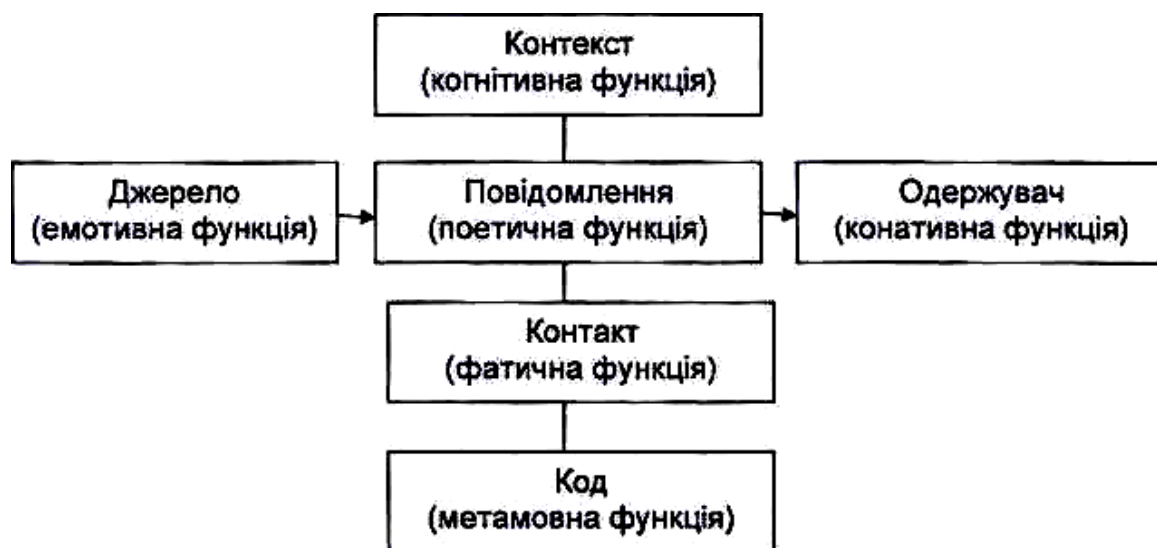 Контекст
(когнітивна функція)
Джерело
(емотивна функція)
Повідомлення
(поетична функція)
Одержувач
(конативна функція)
Контакт
(фатична функція)
Код
(метамовна функція)